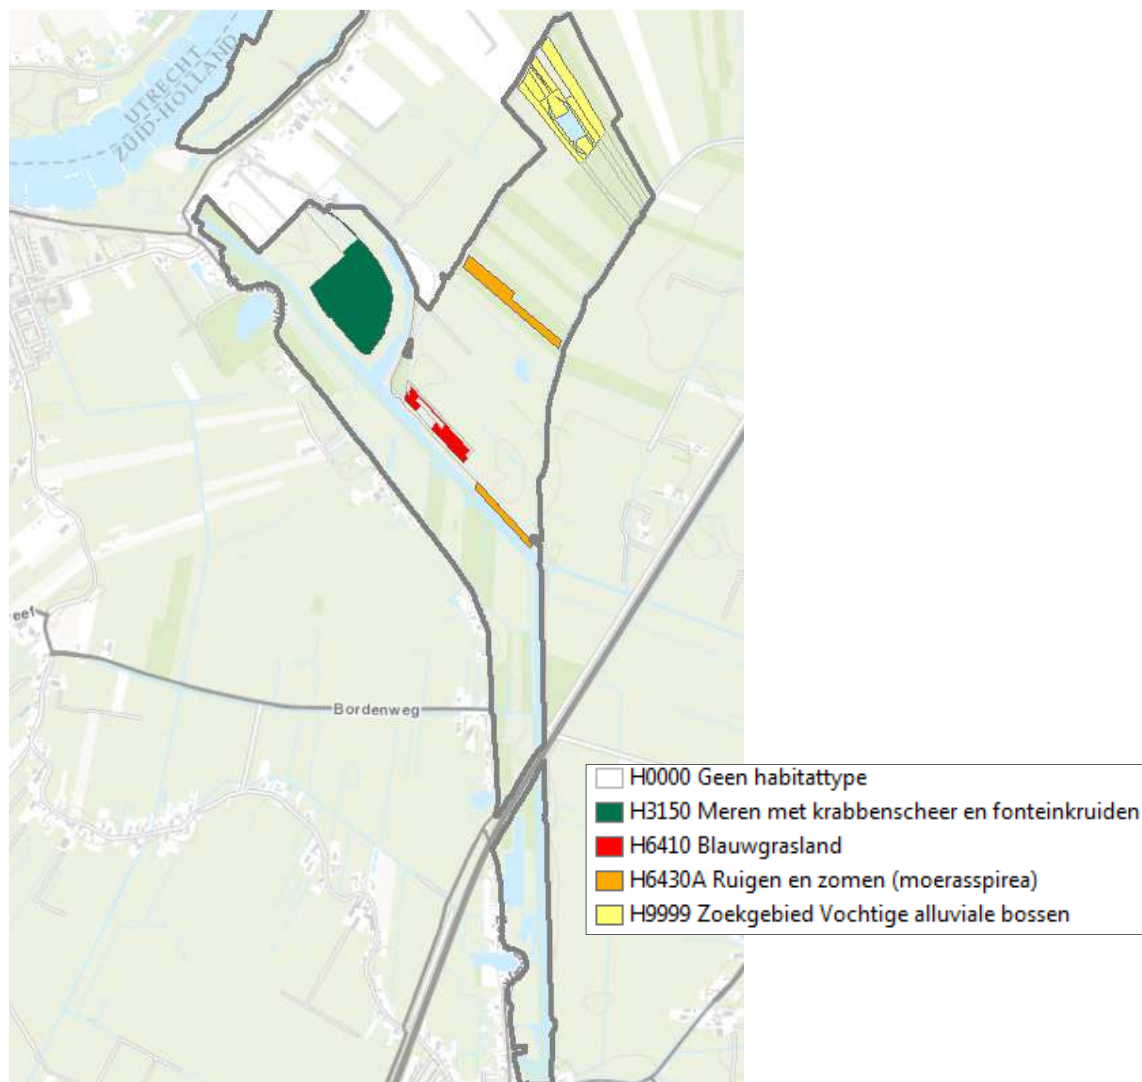 UTRECHT
ZUID-HOLLAND
eef
Bordenweg
H0000 Geen habitattype
H3150 Meren met krabbenscheer en fonteinkruiden
H6410 Blauwgrasland
H6430A Ruigen en zomen (moerasspirea)
H9999 Zoekgebied Vochtige alluviale bossen